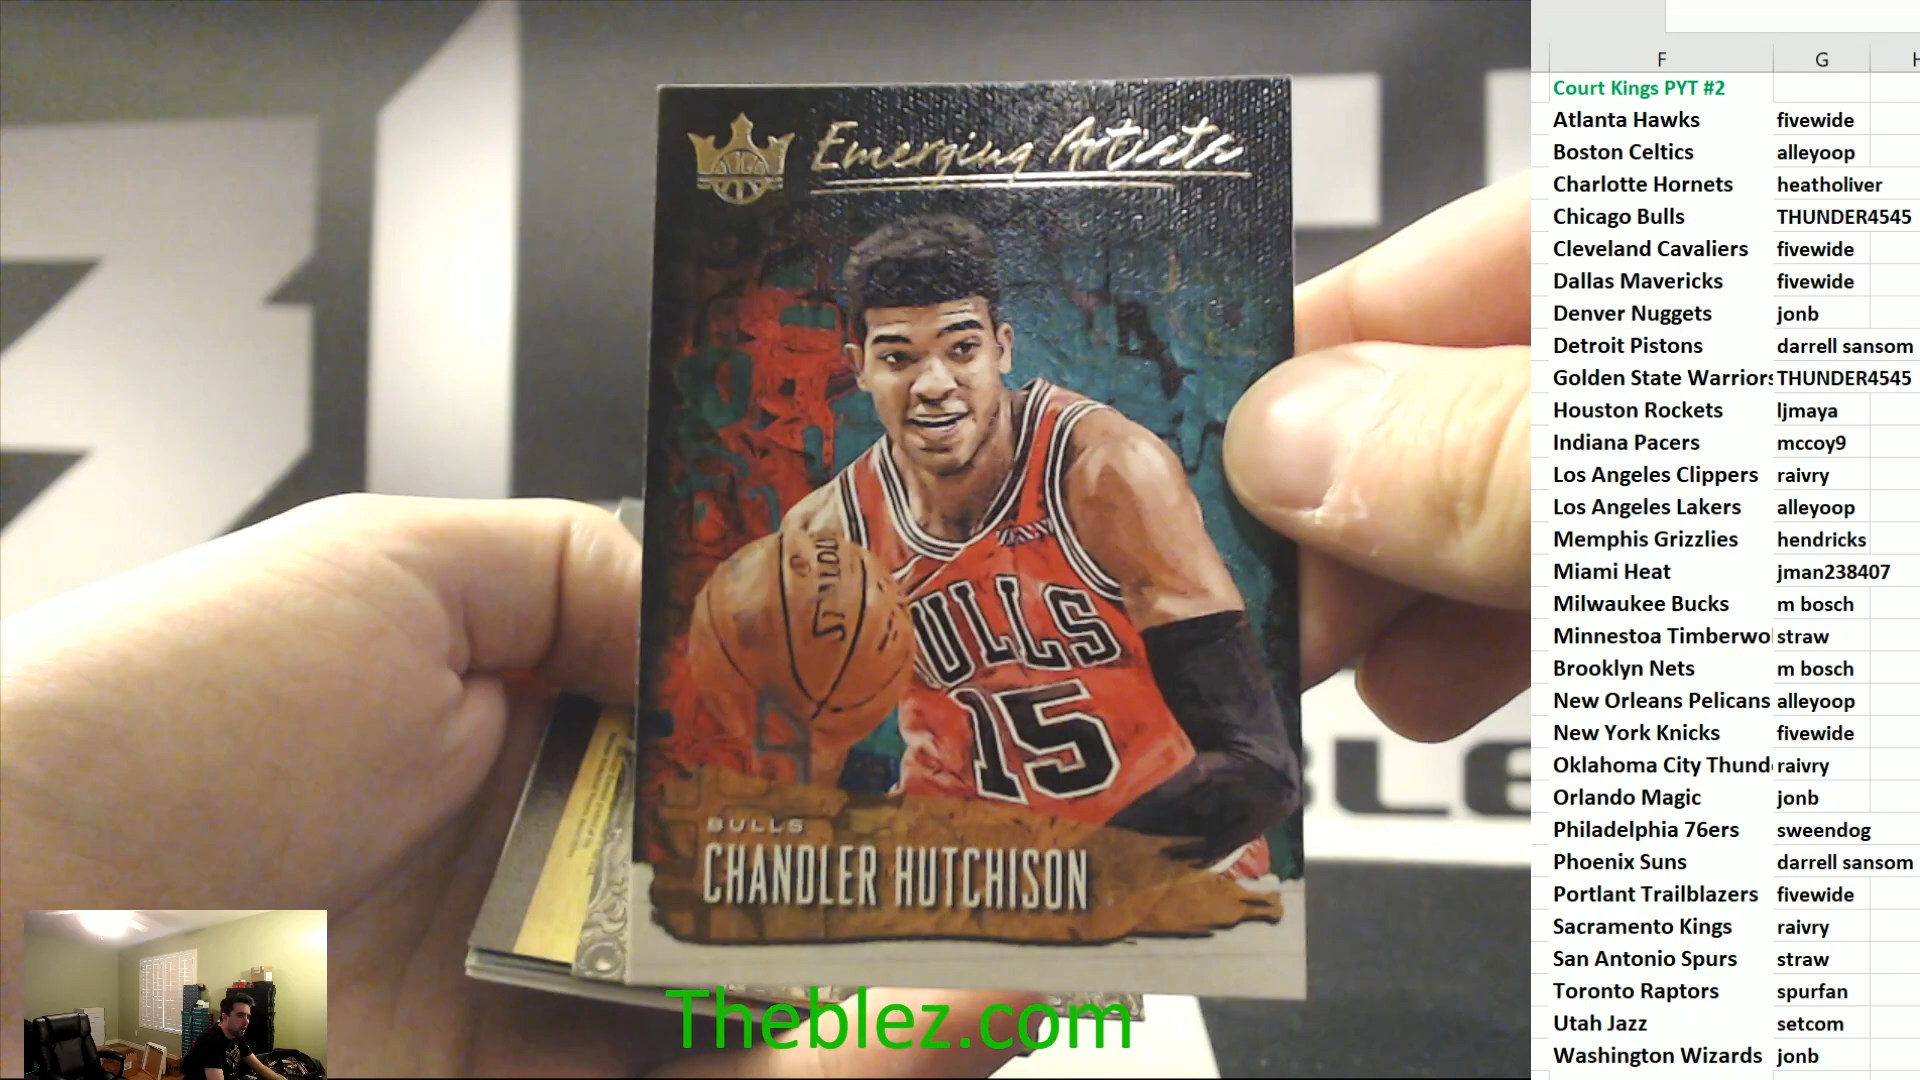 Emerging Artists
SPALDING
BULLS
15
BULLS
CHANDLER HUTCHISON
Theblez.com
F G H
Court Kings PYT #2
Atlanta Hawks fivewide
Boston Celtics alleyoop
Charlotte Hornets heatholiver
Chicago Bulls THUNDER4545
Cleveland Cavaliers fivewide
Dallas Mavericks fivewide
Denver Nuggets jonb
Detroit Pistons darrell sansom
Golden State Warriors THUNDER4545
Houston Rockets ljmaya
Indiana Pacers mccoy9
Los Angeles Clippers raivry
Los Angeles Lakers alleyoop
Memphis Grizzlies hendricks
Miami Heat jman238407
Milwaukee Bucks m bosch
Minnestoa Timberwol straw
Brooklyn Nets m bosch
New Orleans Pelicans alleyoop
New York Knicks fivewide
Oklahoma City Thund raivry
Orlando Magic jonb
Philadelphia 76ers sweendog
Phoenix Suns darrell sansom
Portlant Trailblazers fivewide
Sacramento Kings raivry
San Antonio Spurs straw
Toronto Raptors spurfan
Utah Jazz setcom
Washington Wizards jonb